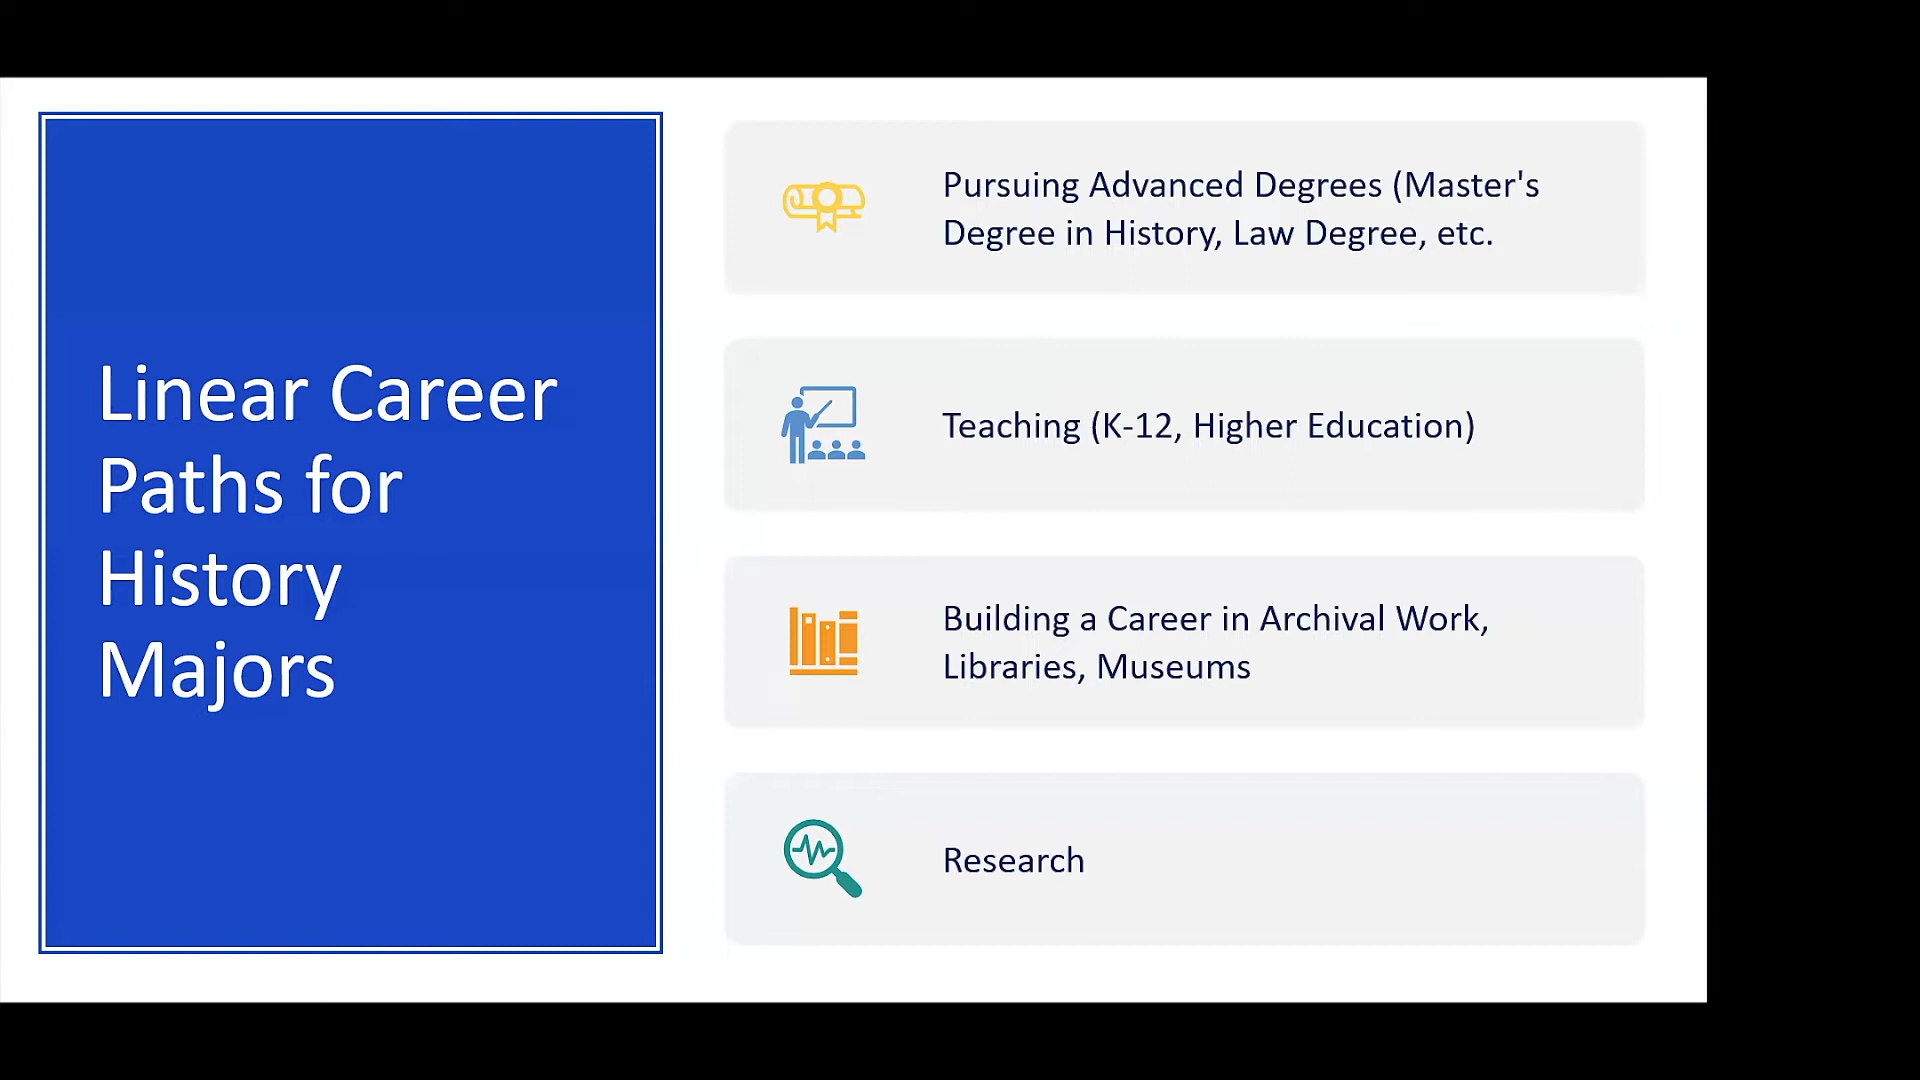 Linear Career
Paths for
History
Majors
Pursuing Advanced Degrees (Master's
Degree in History, Law Degree, etc.
Teaching (K-12, Higher Education)
Building a Career in Archival Work,
Libraries, Museums
Research